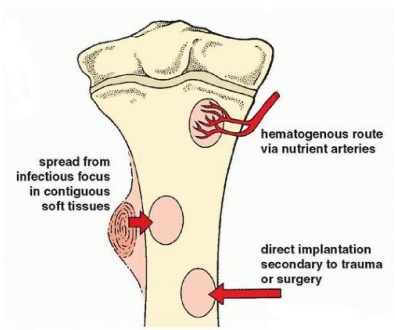 hematogenous route
via nutrient arteries
spread from
infectious focus
in contiguous
soft tissues
direct implantation
secondary to trauma
or surgery